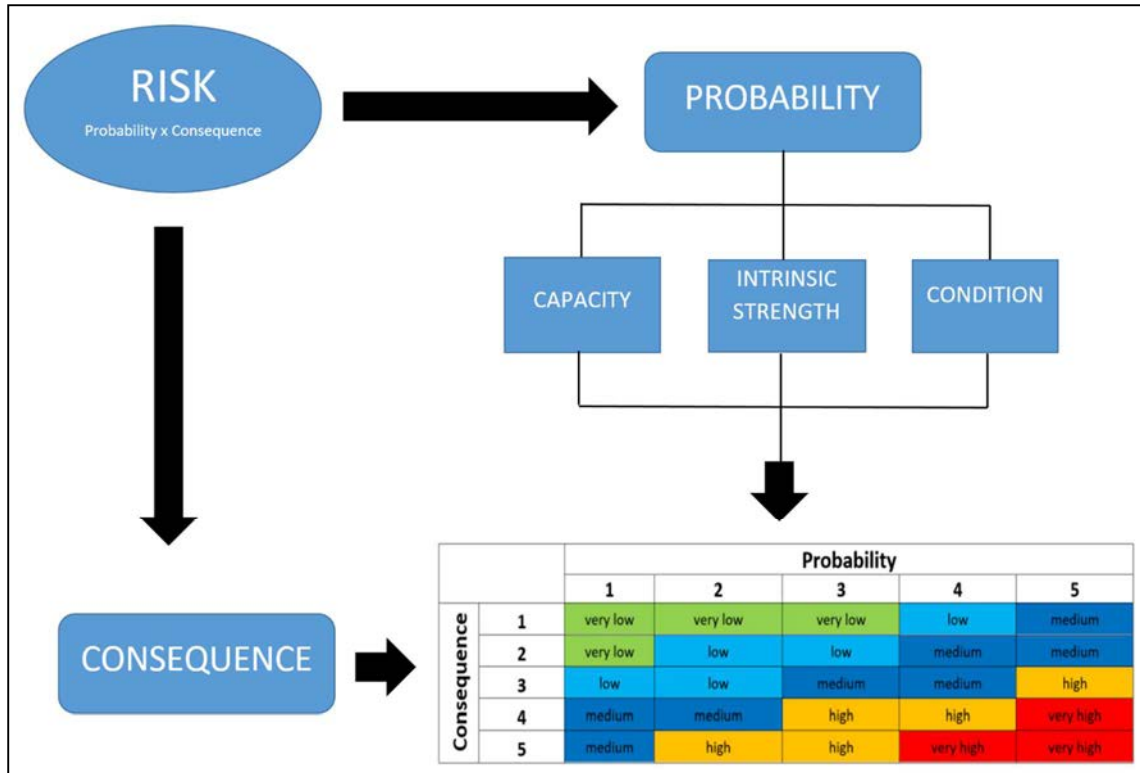 RISK
Probability x Consequence
PROBABILITY
CAPACITY
INTRINSIC
STRENGTH
CONDITION
CONSEQUENCE
Probability
1 2 3 4 5
Consequence
1 very low very low very low low medium
2 very low low low medium medium
3 low low medium medium high
4 medium medium high high very high
5 medium high high very high very high